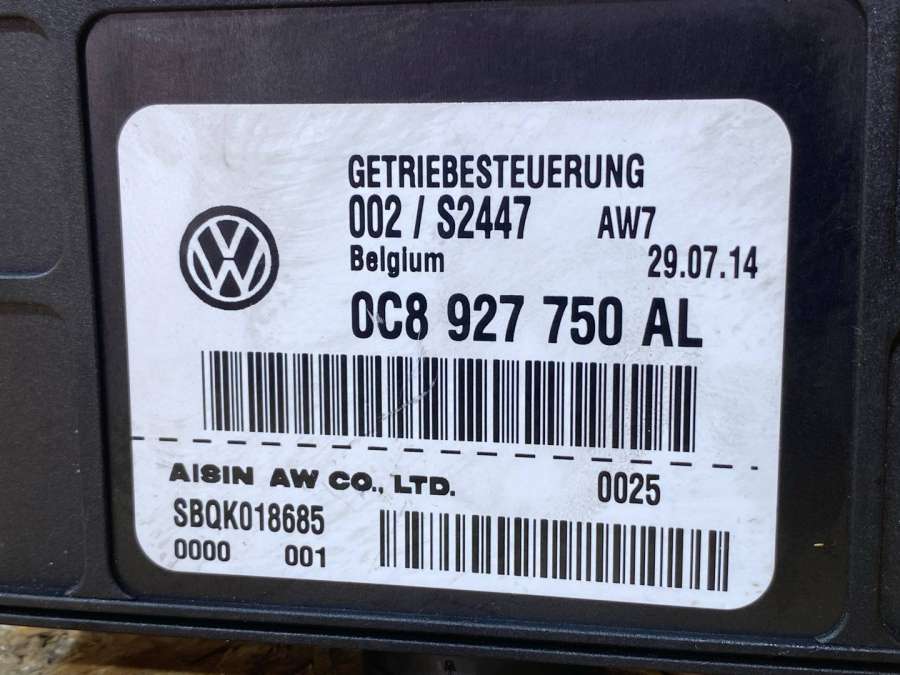 GETRIEBESTEUERUNG
002 / S2447 AW7
Belgium 29.07.14
0C8 927 750 AL
AISIN AW CO., LTD. 0025
SBQK018685
0000 001